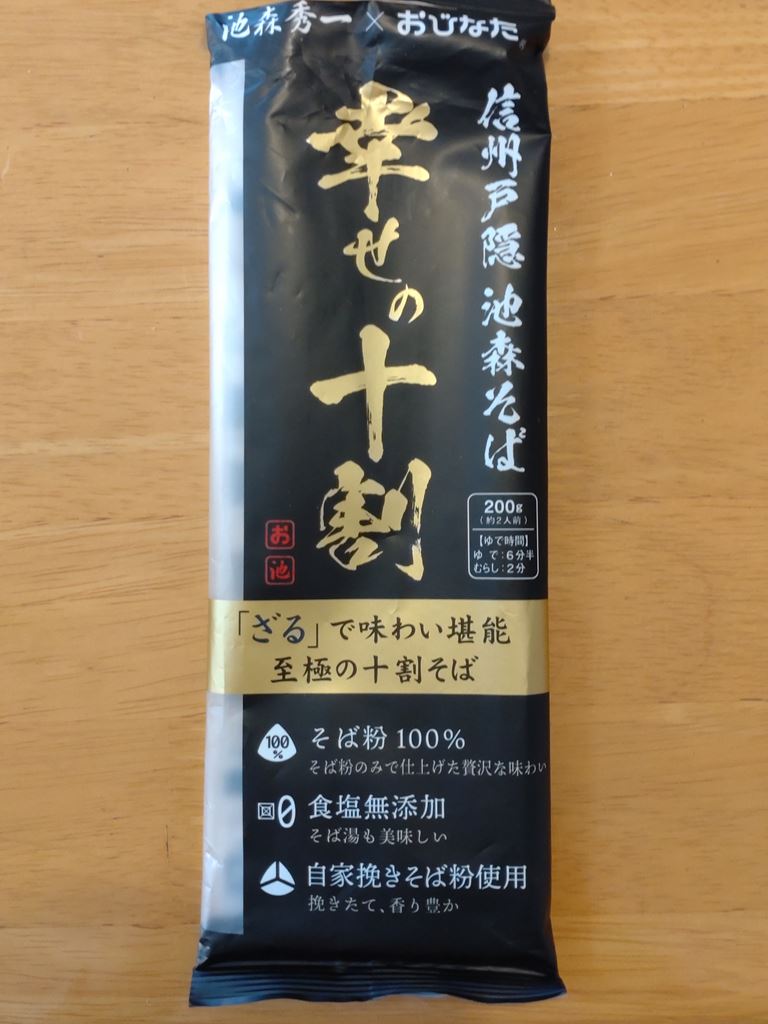 池森秀一×おびなた
信州戸隠 池森そば
幸せの十割
お
池
200g
(約2人前)
【ゆで時間】
ゆで:6分半
むらし:2分
「ざる」で味わい堪能
至極の十割そば
100%
そば粉100%
そば粉のみで仕上げた贅沢な味わい
塩0
食塩無添加
そば湯も美味しい
自家挽きそば粉使用
挽きたて、香り豊か